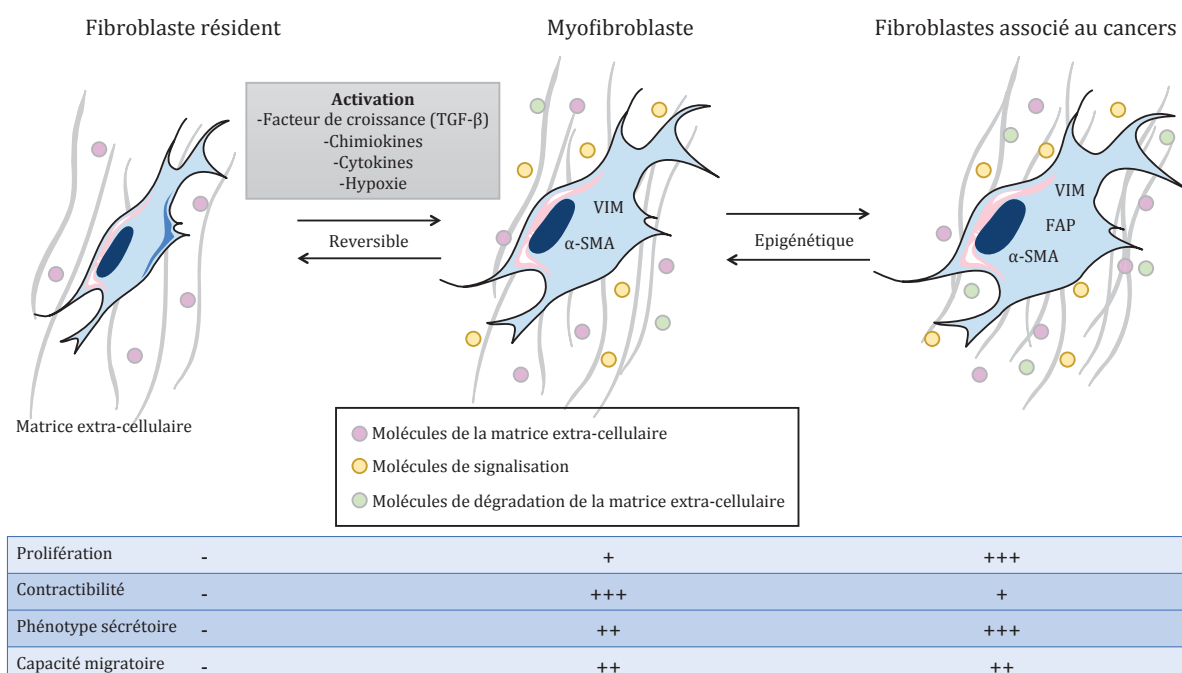 Fibroblaste résident
Myofibroblaste
Fibroblastes associé au cancers
Activation
-Facteur de croissance (TGF-β)
-Chimiokines
-Cytokines
-Hypoxie
Reversible
VIM
α-SMA
Epigénétique
VIM
FAP
α-SMA
Matrice extra-cellulaire
Molécules de la matrice extra-cellulaire
Molécules de signalisation
Molécules de dégradation de la matrice extra-cellulaire
Prolifération - + +++
Contractibilité - +++ +
Phénotype sécrétoire - ++ +++
Capacité migratoire - ++ ++